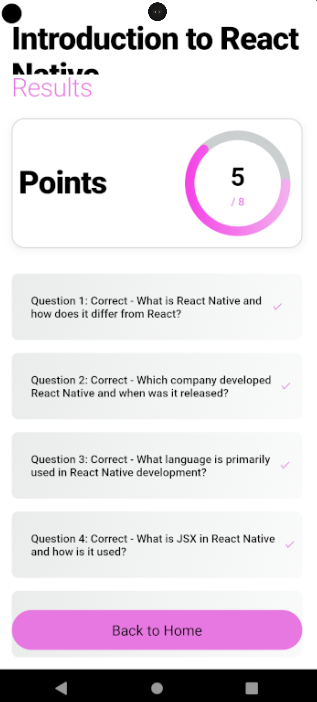 Introduction to React
Native
Results
Points
5
/ 8
Question 1: Correct - What is React Native and
how does it differ from React?
Question 2: Correct - Which company developed
React Native and when was it released?
Question 3: Correct - What language is primarily
used in React Native development?
Question 4: Correct - What is JSX in React Native
and how is it used?
Back to Home